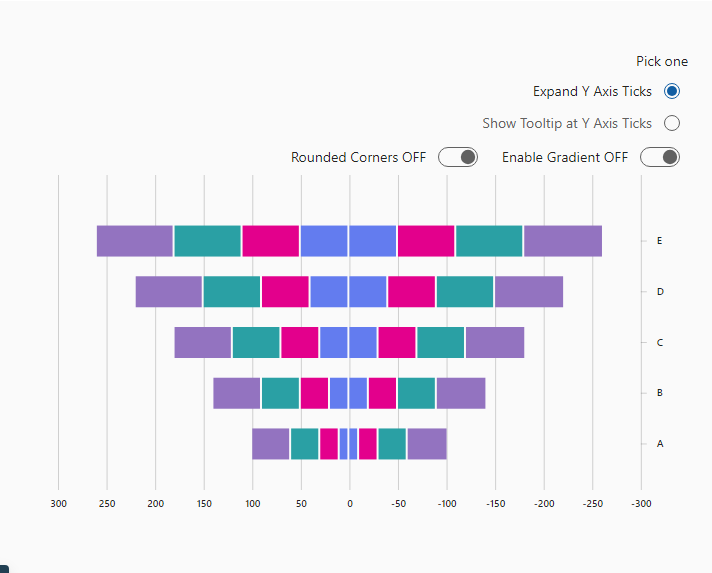 Pick one
Expand Y Axis Ticks
Show Tooltip at Y Axis Ticks
Rounded Corners OFF Enable Gradient OFF
E
D
C
B
A
300 250 200 150 100 50 0 -50 -100 -150 -200 -250 -300